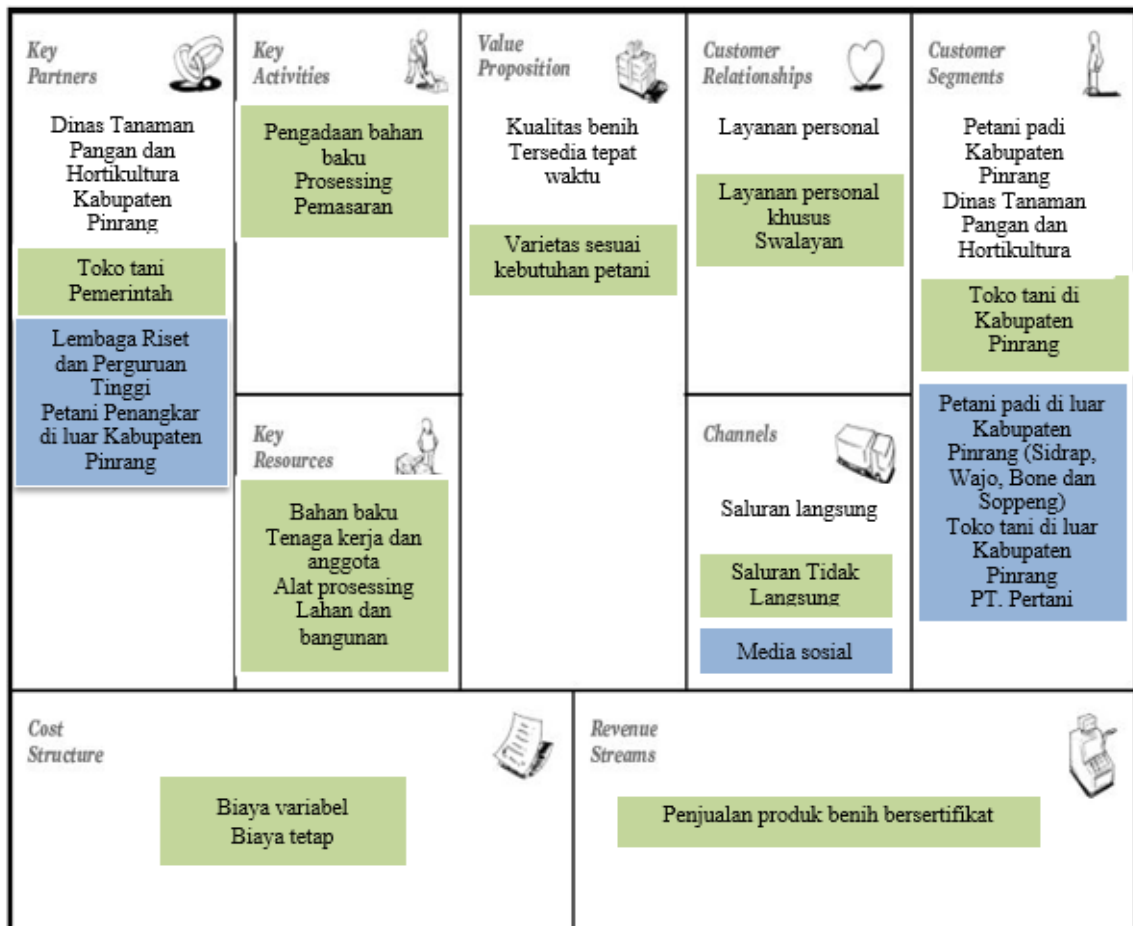 Key
Partners
Dinas Tanaman
Pangan dan
Hortikultura
Kabupaten
Pinrang
Toko tani
Pemerintah
Lembaga Riset
dan Perguruan
Tinggi
Petani Penangkar
di luar Kabupaten
Pinrang
Key
Activities
Pengadaan bahan
baku
Prosessing
Pemasaran
Key
Resources
Bahan baku
Tenaga kerja dan
anggota
Alat prosessing
Lahan dan
bangunan
Value
Proposition
Kualitas benih
Tersedia tepat
waktu
Varietas sesuai
kebutuhan petani
Customer
Relationships
Layanan personal
Layanan personal
khusus
Swalayan
Channels
Saluran langsung
Saluran Tidak
Langsung
Media sosial
Customer
Segments
Petani padi
Kabupaten
Pinrang
Dinas Tanaman
Pangan dan
Hortikultura
Toko tani di
Kabupaten
Pinrang
Petani padi di luar
Kabupaten
Pinrang (Sidrap,
Wajo, Bone dan
Soppeng)
Toko tani di luar
Kabupaten
Pinrang
PT. Pertani
Cost
Structure
Biaya variabel
Biaya tetap
Revenue
Streams
Penjualan produk benih bersertifikat